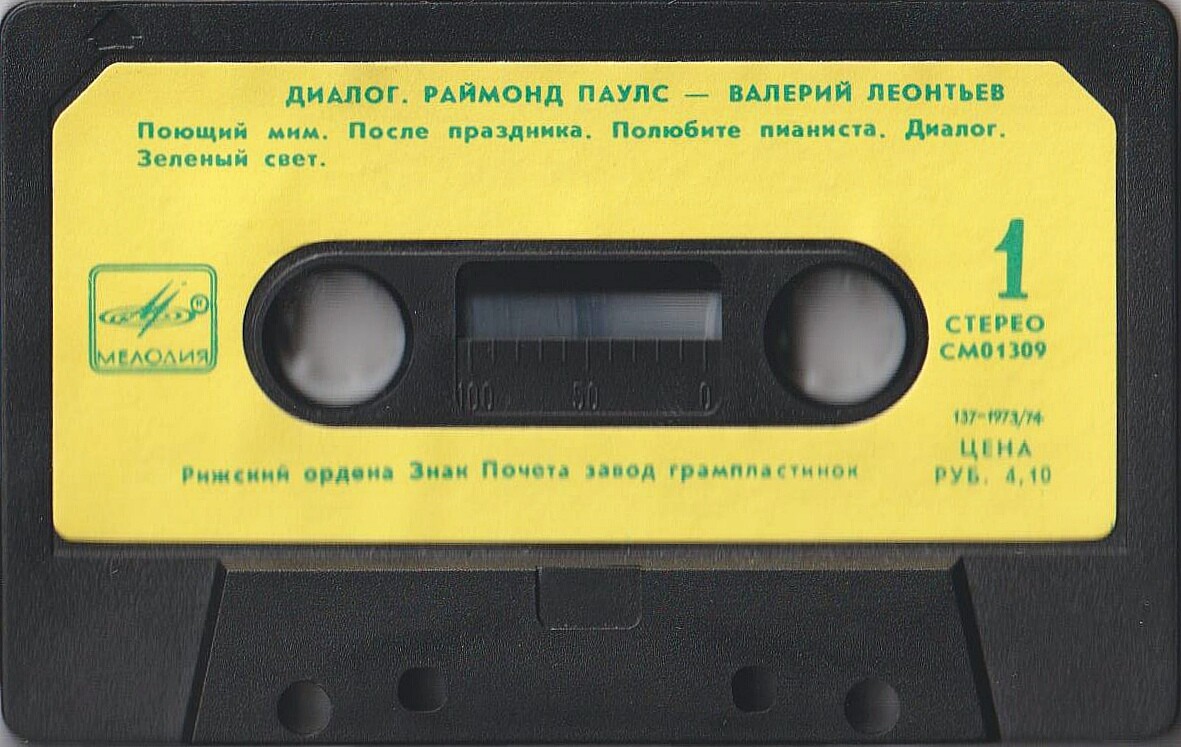 ДИАЛОГ. РАЙМОНД ПАУЛС — ВАЛЕРИЙ ЛЕОНТЬЕВ
Поющий мим. После праздника. Полюбите пианиста. Диалог.
Зеленый свет.
1
МЕЛОДИЯ
®
СТЕРЕО
СМ01309
100 50 0
137-1973/74
ЦЕНА
РУБ. 4,10
Рижский ордена Знак Почета завод грампластинок